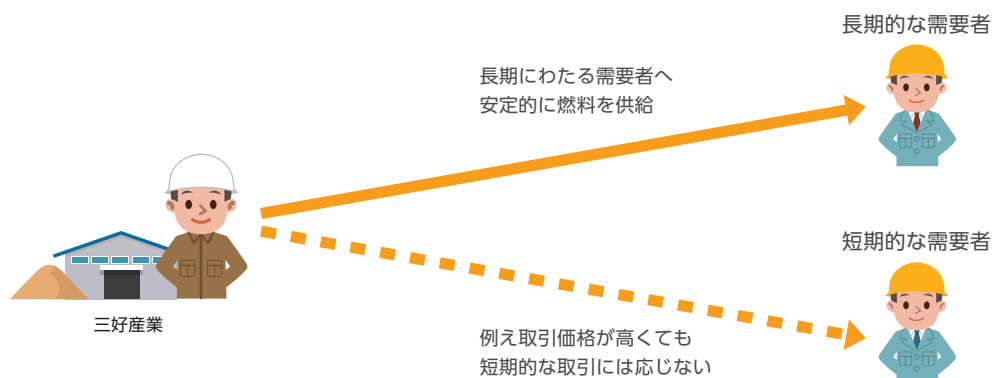 長期的な需要者
長期にわたる需要者へ
安定的に燃料を供給
三好産業
短期的な需要者
例え取引価格が高くても
短期的な取引には応じない